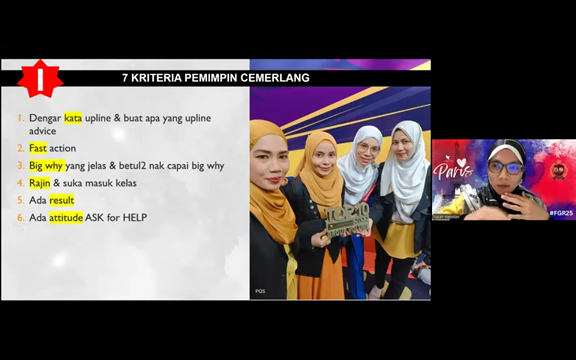 1
7 KRITERIA PEMIMPIN CEMERLANG
1. Dengar kata upline & buat apa yang upline
advice
2. Fast action
3. Big why yang jelas & betul2 nak capai big why
4. Rajin & suka masuk kelas
5. Ada result
6. Ada attitude ASK for HELP
TOP 10
PGS
Paris
#FGR25